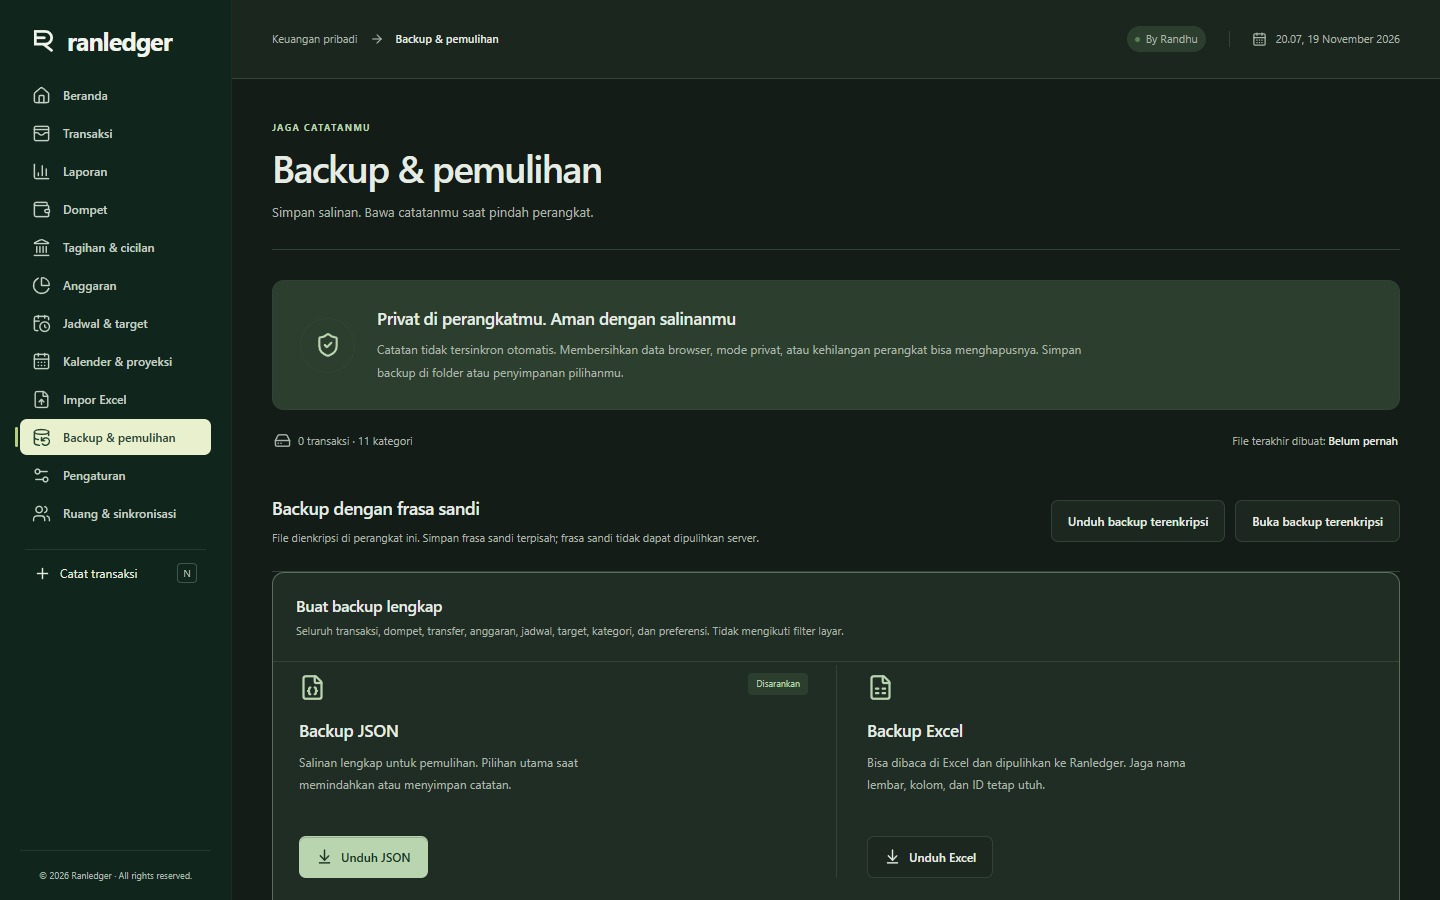 ranledger
Beranda
Transaksi
Laporan
Dompet
Tagihan & cicilan
Anggaran
Jadwal & target
Kalender & proyeksi
Impor Excel
Backup & pemulihan
Pengaturan
Ruang & sinkronisasi
Catat transaksi
N
© 2026 Ranledger · All rights reserved.
Keuangan pribadi → Backup & pemulihan
By Randhu
20.07, 19 November 2026
JAGA CATATANMU
Backup & pemulihan
Simpan salinan. Bawa catatanmu saat pindah perangkat.
Privat di perangkatmu. Aman dengan salinanmu
Catatan tidak tersinkron otomatis. Membersihkan data browser, mode privat, atau kehilangan perangkat bisa menghapusnya. Simpan
backup di folder atau penyimpanan pilihanmu.
0 transaksi · 11 kategori
File terakhir dibuat: Belum pernah
Backup dengan frasa sandi
File dienkripsi di perangkat ini. Simpan frasa sandi terpisah; frasa sandi tidak dapat dipulihkan server.
Unduh backup terenkripsi
Buka backup terenkripsi
Buat backup lengkap
Seluruh transaksi, dompet, transfer, anggaran, jadwal, target, kategori, dan preferensi. Tidak mengikuti filter layar.
Disarankan
Backup JSON
Salinan lengkap untuk pemulihan. Pilihan utama saat
memindahkan atau menyimpan catatan.
Unduh JSON
Backup Excel
Bisa dibaca di Excel dan dipulihkan ke Ranledger. Jaga nama
lembar, kolom, dan ID tetap utuh.
Unduh Excel